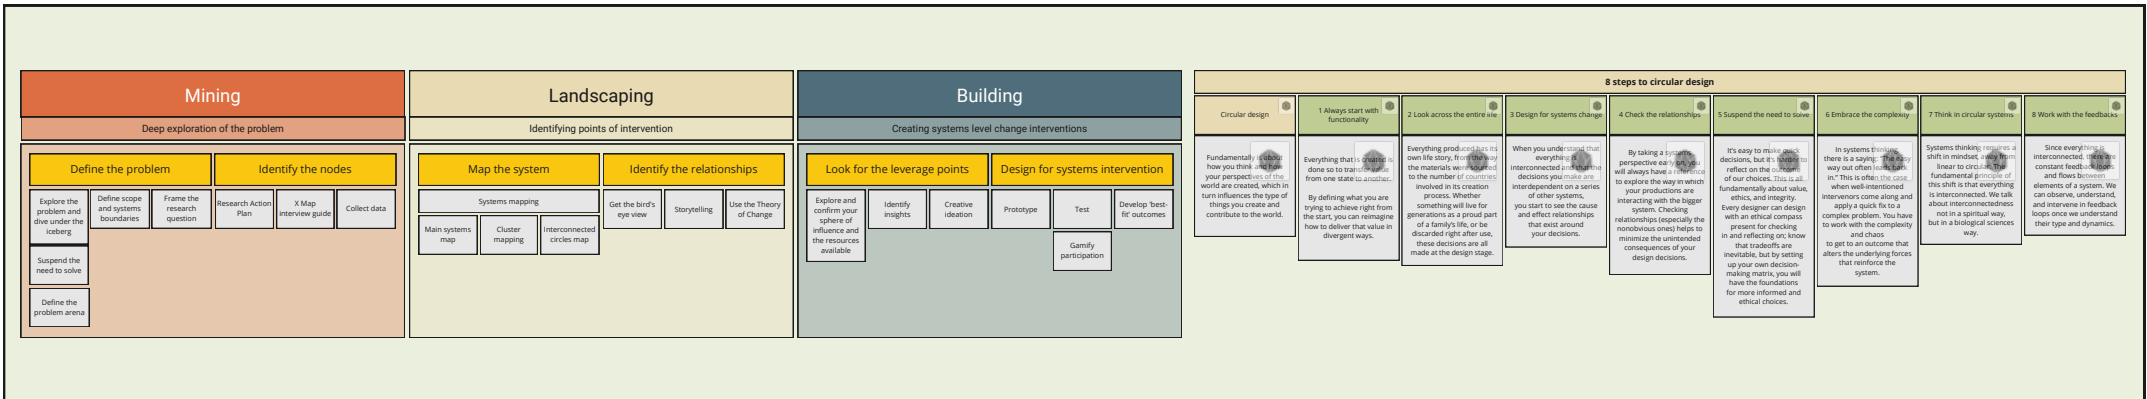 Mining
Deep exploration of the problem
Define the problem
Identify the nodes
Explore the
problem and
dive under the
iceberg
Define scope
and systems
boundaries
Frame the
research
question
Research Action
Plan
X Map
interview guide
Collect data
Suspend the
need to solve
Define the
problem arena
Landscaping
Identifying points of intervention
Map the system
Identify the relationships
Systems mapping
Main systems
map
Cluster
mapping
Interconnected
circles map
Get the bird's
eye view
Storytelling
Use the Theory
of Change
Building
Creating systems level change interventions
Look for the leverage points
Design for systems intervention
Explore and
confirm your
sphere of
influence and
the resources
available
Identify
insights
Creative
ideation
Prototype
Test
Develop 'best-
fit' outcomes
Gamify
participation
8 steps to circular design
Circular design
Fundamentally is about
how you think and how
your perspectives of the
world are created, which in
turn influences the type of
things you create and
contribute to the world.
1 Always start with
functionality
Everything that is created is
done so to transfer value
from one state to another.
By defining what you are
trying to achieve right from
the start, you can reimagine
how to deliver that value in
divergent ways.
2 Look across the entire life
Everything produced has its
own life story, from the way
the materials were sourced
to the number of countries
involved in its creation
process. Whether
something will live for
generations as a proud part
of a family's life, or be
discarded right after use,
these decisions are all
made at the design stage.
3 Design for systems change
When you understand that
everything is
interconnected and that the
decisions you make are
interdependent on a series
of other systems,
you start to see the cause
and effect relationships
that exist around
your decisions.
4 Check the relationships
By taking a systems
perspective early on, you
will always have a reference
to explore the way in which
your productions are
interacting with the bigger
system. Checking
relationships (especially the
nonobvious ones) helps to
minimize the unintended
consequences of your
design decisions.
5 Suspend the need to solve
It's easy to make quick
decisions, but it's harder to
reflect on the outcome
of our choices. This is all
fundamentally about value,
ethics, and integrity.
Every designer can design
with an ethical compass
present for checking
in and reflecting on; know
that tradeoffs are
inevitable, but by setting
up your own decision-
making matrix, you will
have the foundations
for more informed and
ethical choices.
6 Embrace the complexity
In systems thinking,
there is a saying: "The easy
way out often leads back
in." This is often the case
when well-intentioned
intervenors come along and
apply a quick fix to a
complex problem. You have
to work with the complexity
and chaos
to get to an outcome that
alters the underlying forces
that reinforce the
system.
7 Think in circular systems
Systems thinking requires a
shift in mindset, away from
linear to circular. The
fundamental principle of
this shift is that everything
is interconnected. We talk
about interconnectedness
not in a spiritual way,
but in a biological sciences
way.
8 Work with the feedbacks
Since everything is
interconnected, there are
constant feedback loops
and flows between
elements of a system. We
can observe, understand,
and intervene in feedback
loops once we understand
their type and dynamics.